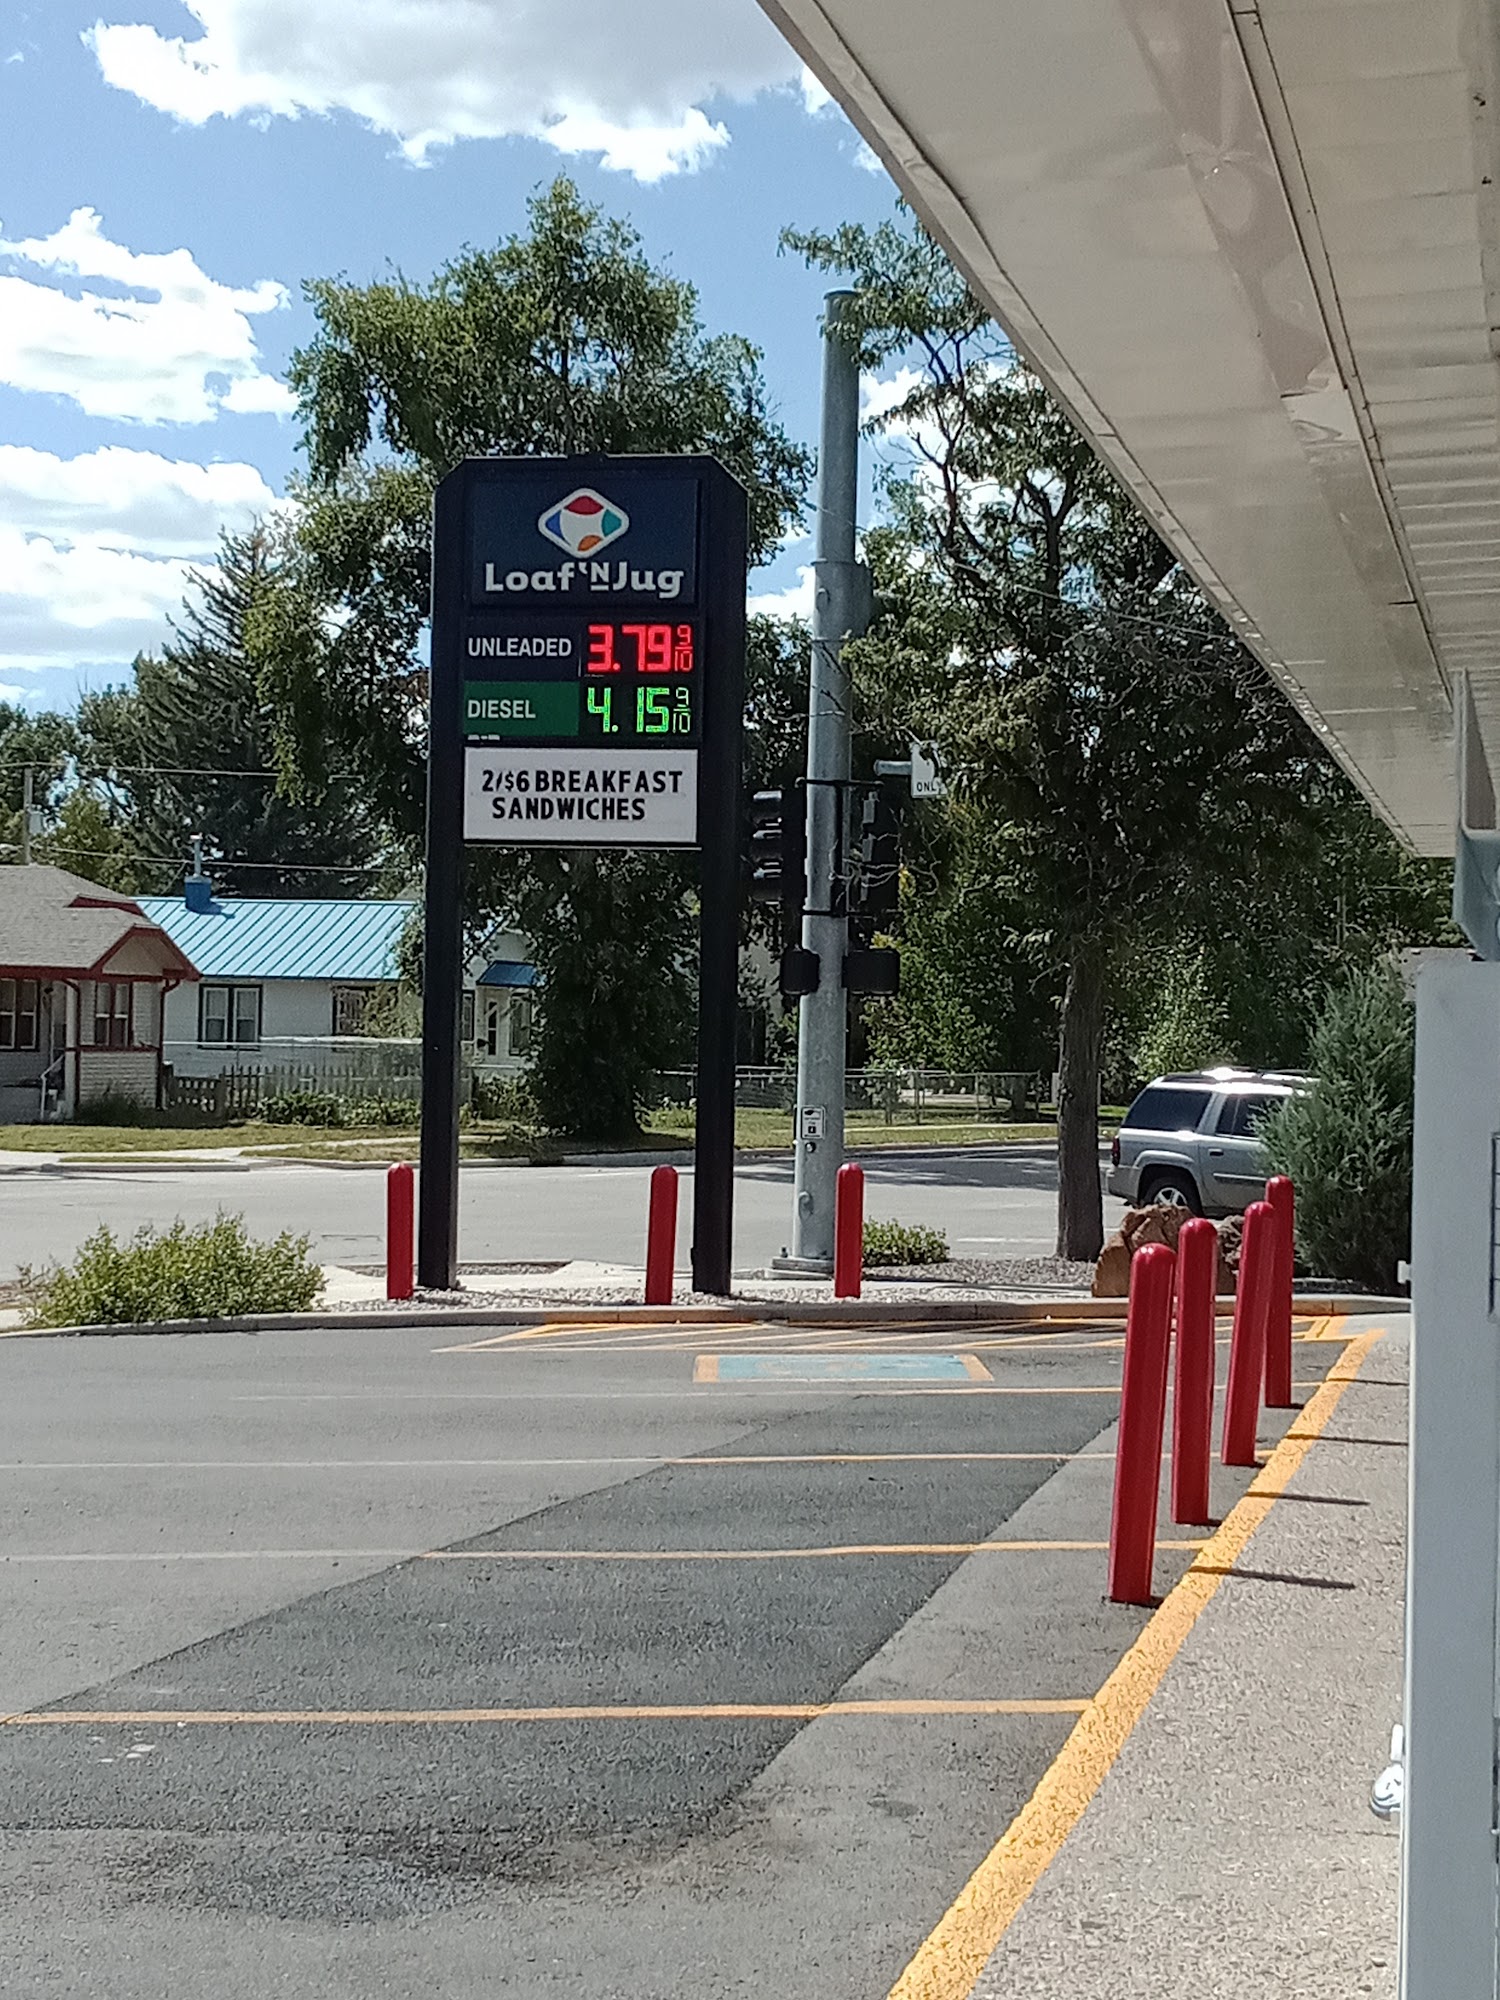 Loaf 'N Jug
UNLEADED 3.79 9/10
DIESEL 4.15 9/10
2/$6 BREAKFAST
SANDWICHES
ONLY